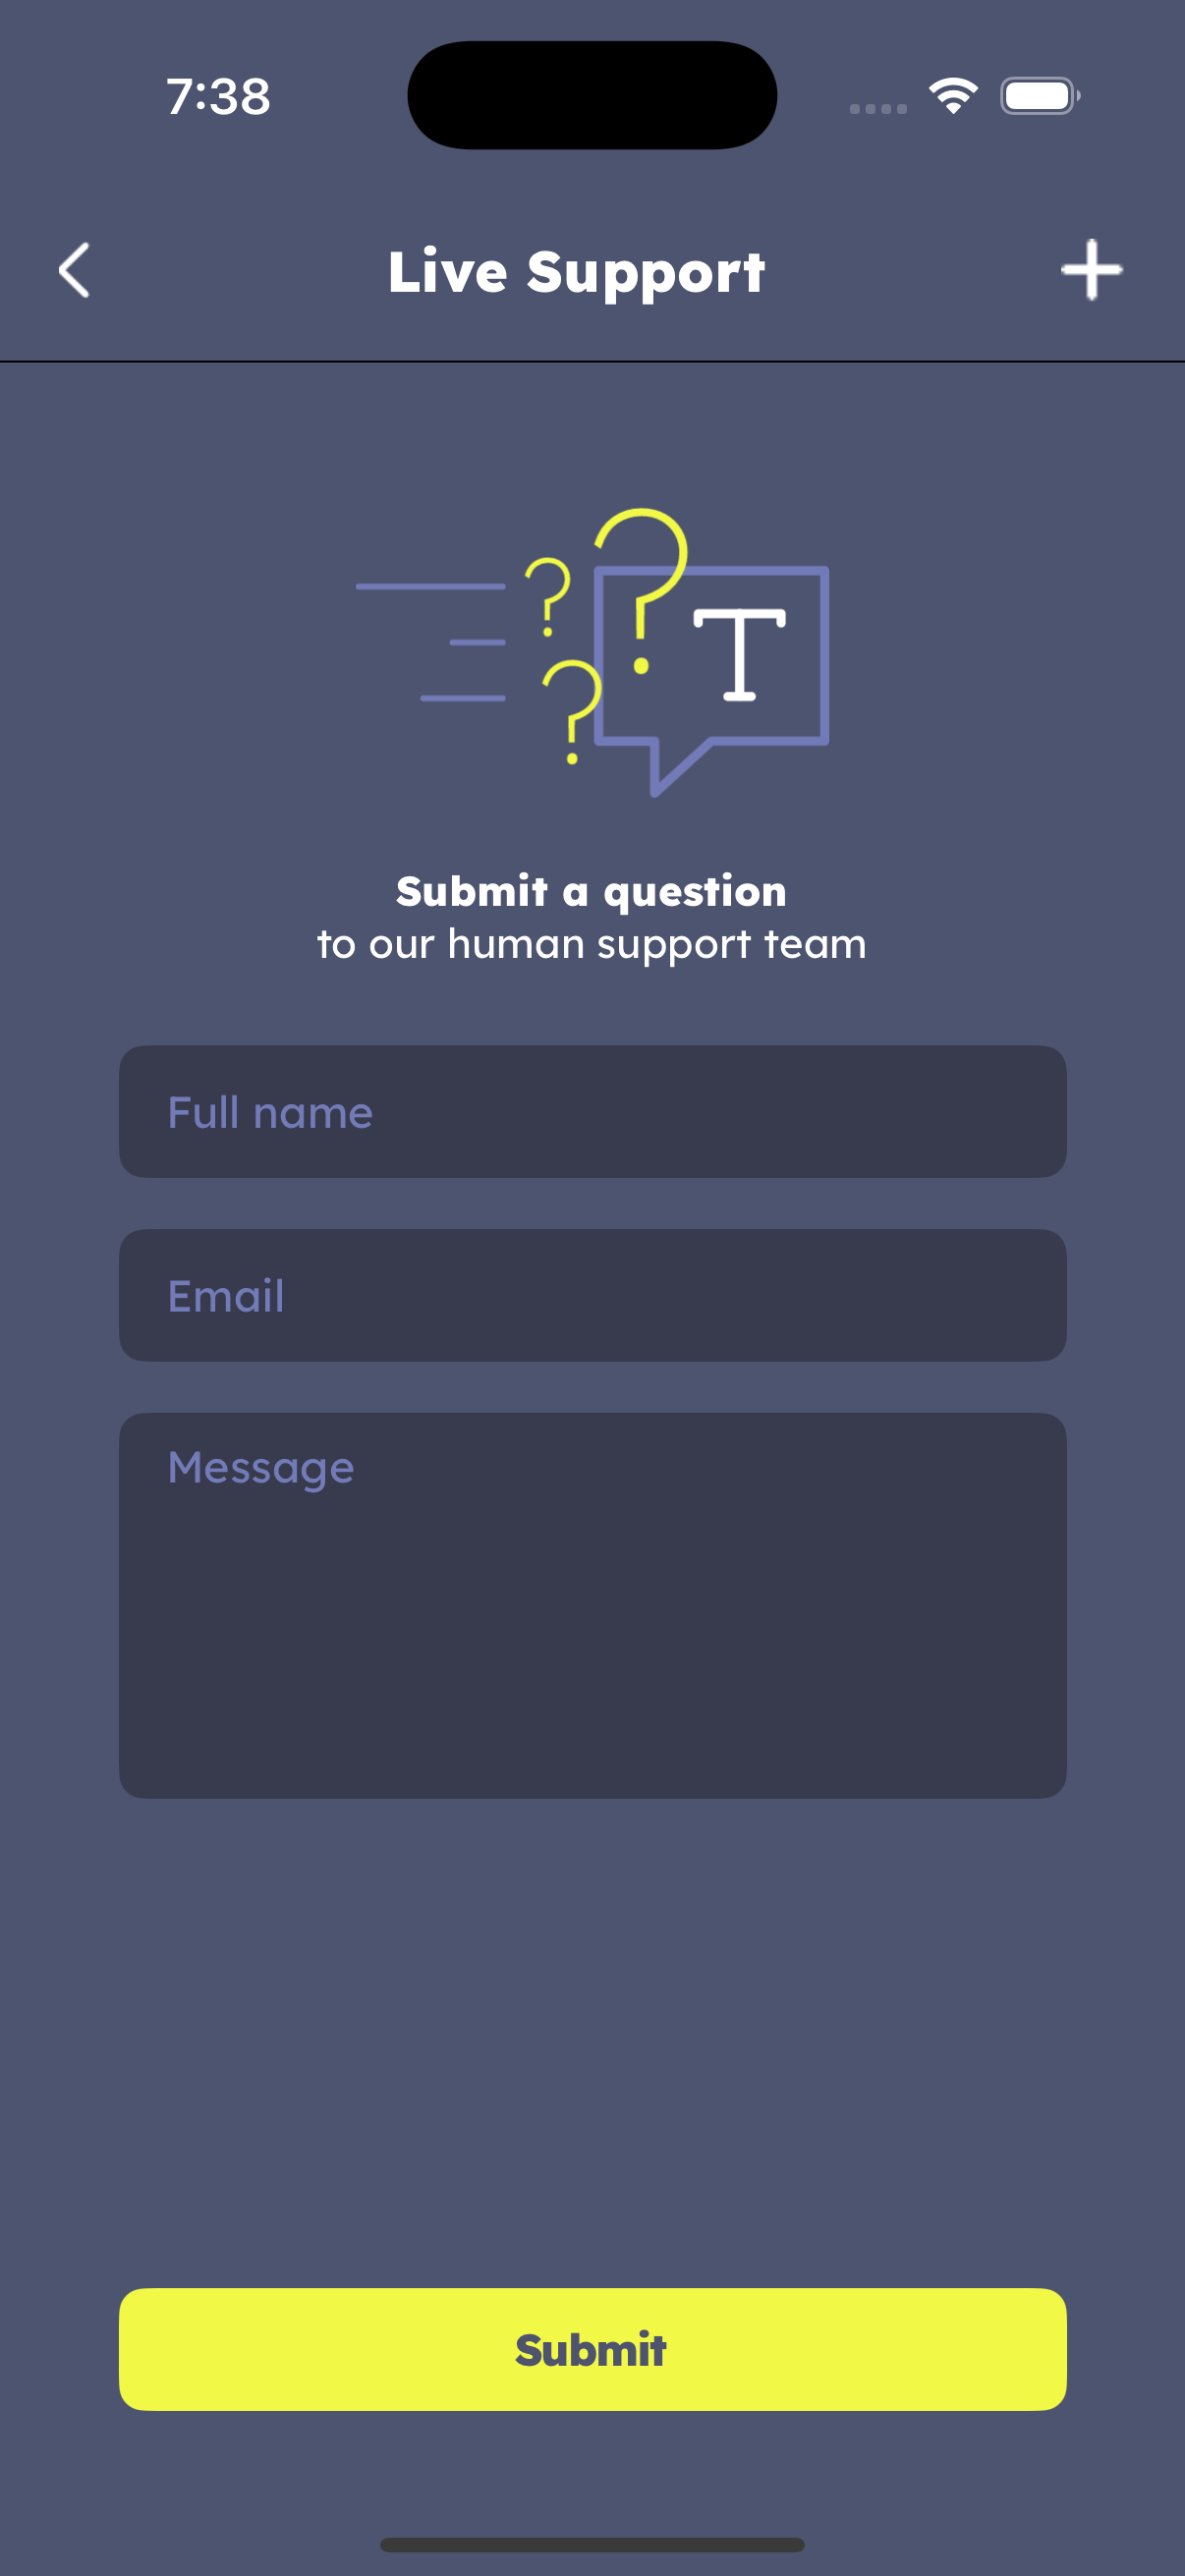 7:38
Live Support
? ? ? T
Submit a question
to our human support team
Full name
Email
Message
Submit